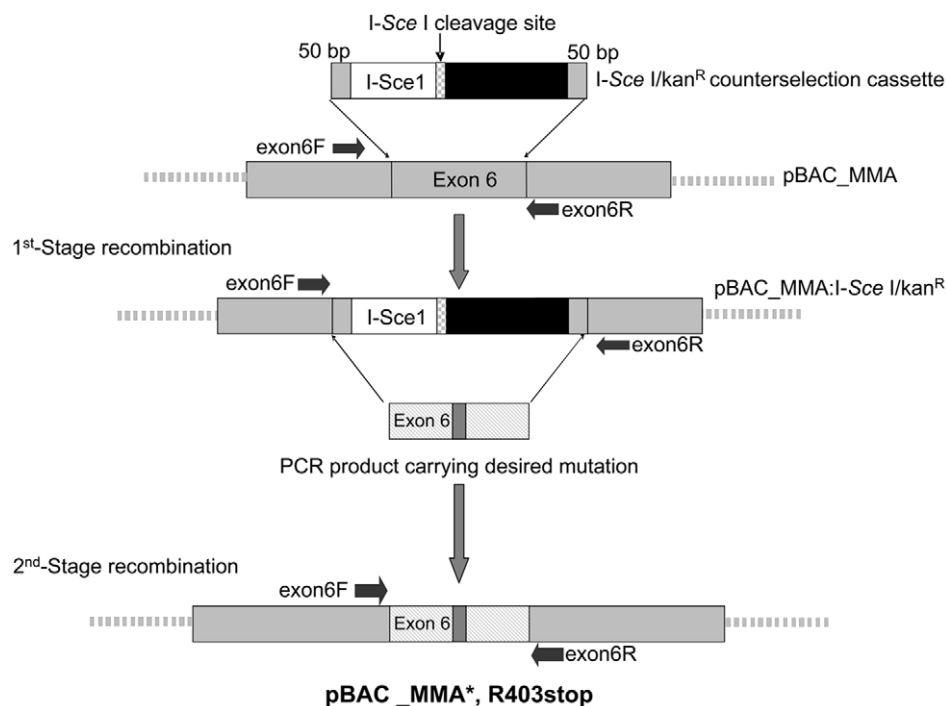 I-Sce I cleavage site
50 bp
50 bp
I-Sce1
I-Sce I/kanᴿ counterselection cassette
exon6F
Exon 6
pBAC_MMA
exon6R
1ˢᵗ-Stage recombination
exon6F
pBAC_MMA:I-Sce I/kanᴿ
I-Sce1
exon6R
Exon 6
PCR product carrying desired mutation
2ⁿᵈ-Stage recombination
exon6F
Exon 6
exon6R
pBAC _MMA*, R403stop